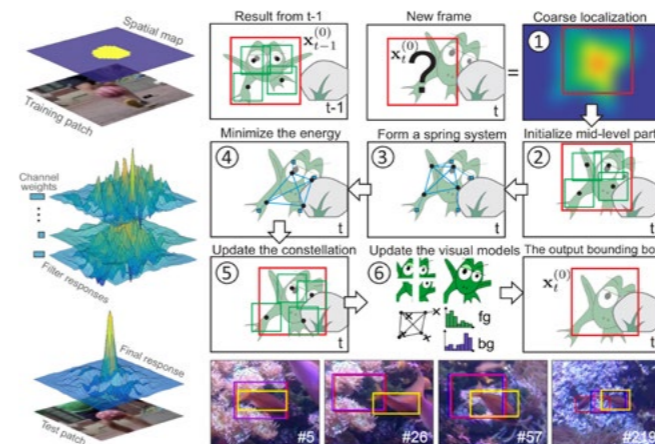 Spatial map
Training patch
Channel
weights
Filter responses
Final response
Test patch
Result from t-1
New frame
Coarse localization
x_{t-1}^{(0)}
t-1
x_t^{(0)}
?
t
=
1
Minimize the energy
Form a spring system
Initialize mid-level part
4
t
3
t
2
t
Update the constellation
Update the visual models
The output bounding bo
5
t
6
fg
bg
x_t^{(0)}
t
#5
#26
#57
#219